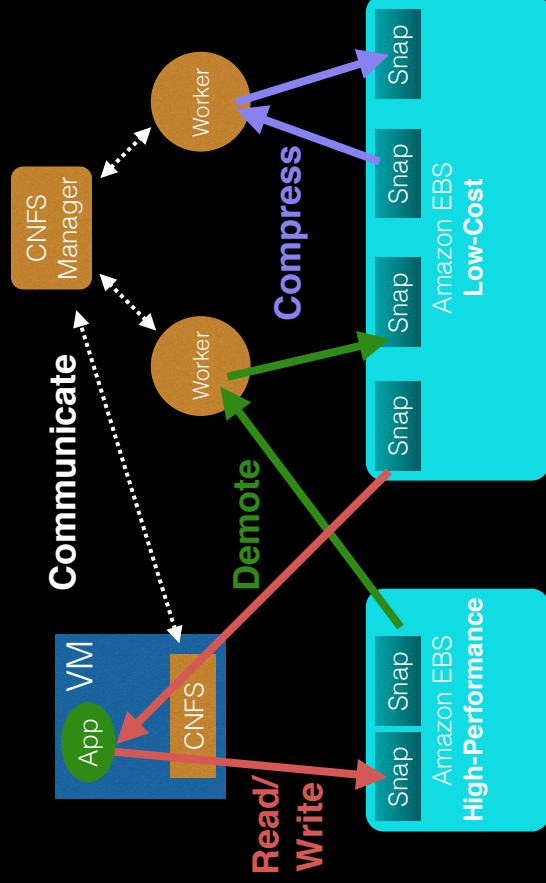 VM
App
CNFS
Communicate
CNFS
Manager
Worker
Worker
Read/
Write
Demote
Compress
Snap
Snap
Amazon EBS
High-Performance
Snap
Snap
Snap
Snap
Amazon EBS
Low-Cost